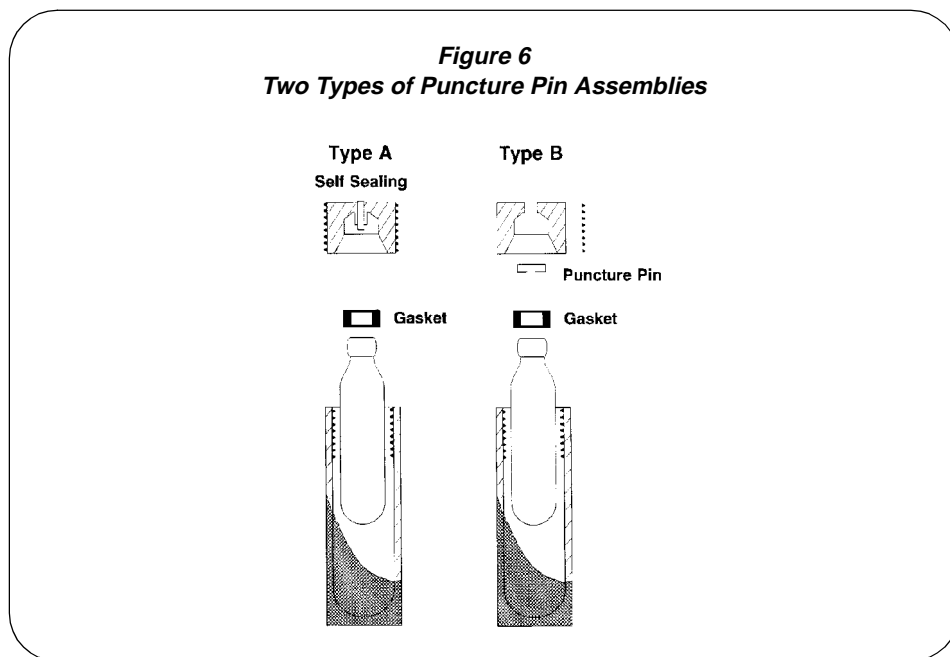 Figure 6
Two Types of Puncture Pin Assemblies
Type A
Self Sealing
Type B
Puncture Pin
Gasket
Gasket